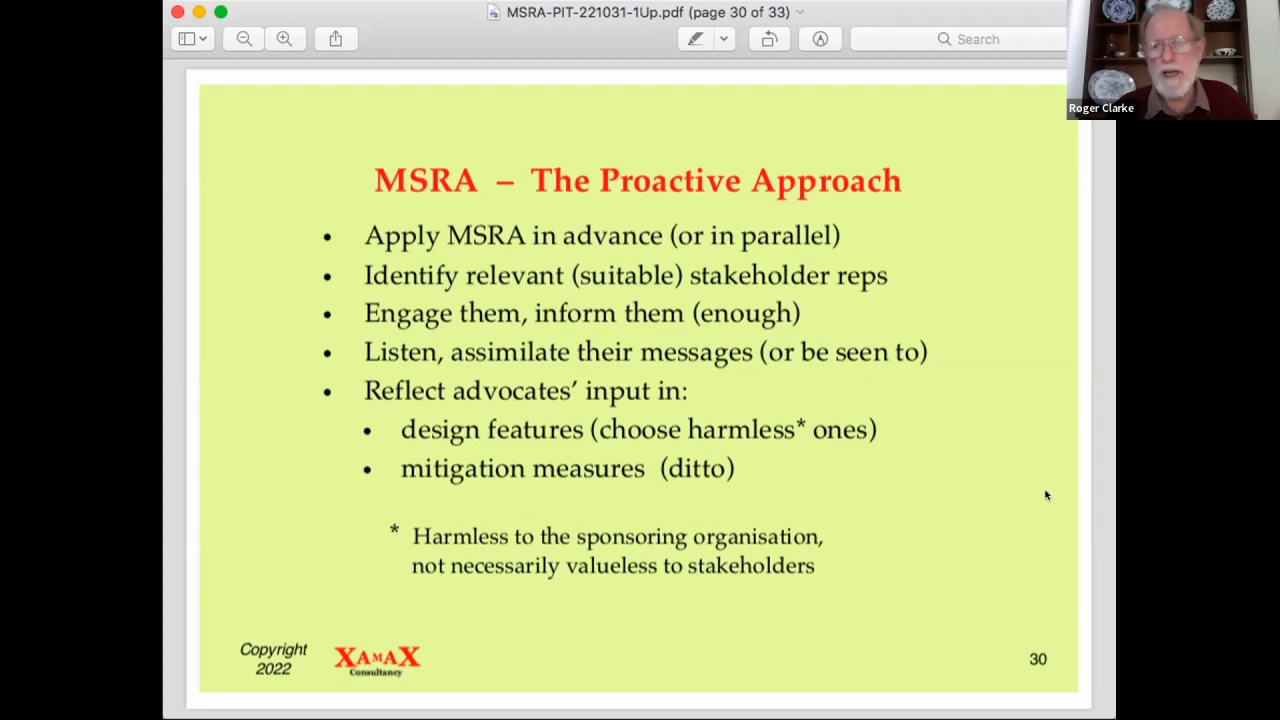 MSRA-PIT-221031-1Up.pdf (page 30 of 33)
Search
Roger Clarke
MSRA – The Proactive Approach
• Apply MSRA in advance (or in parallel)
• Identify relevant (suitable) stakeholder reps
• Engage them, inform them (enough)
• Listen, assimilate their messages (or be seen to)
• Reflect advocates’ input in:
• design features (choose harmless* ones)
• mitigation measures (ditto)
* Harmless to the sponsoring organisation,
not necessarily valueless to stakeholders
Copyright
2022
XAMAX
Consultancy
30